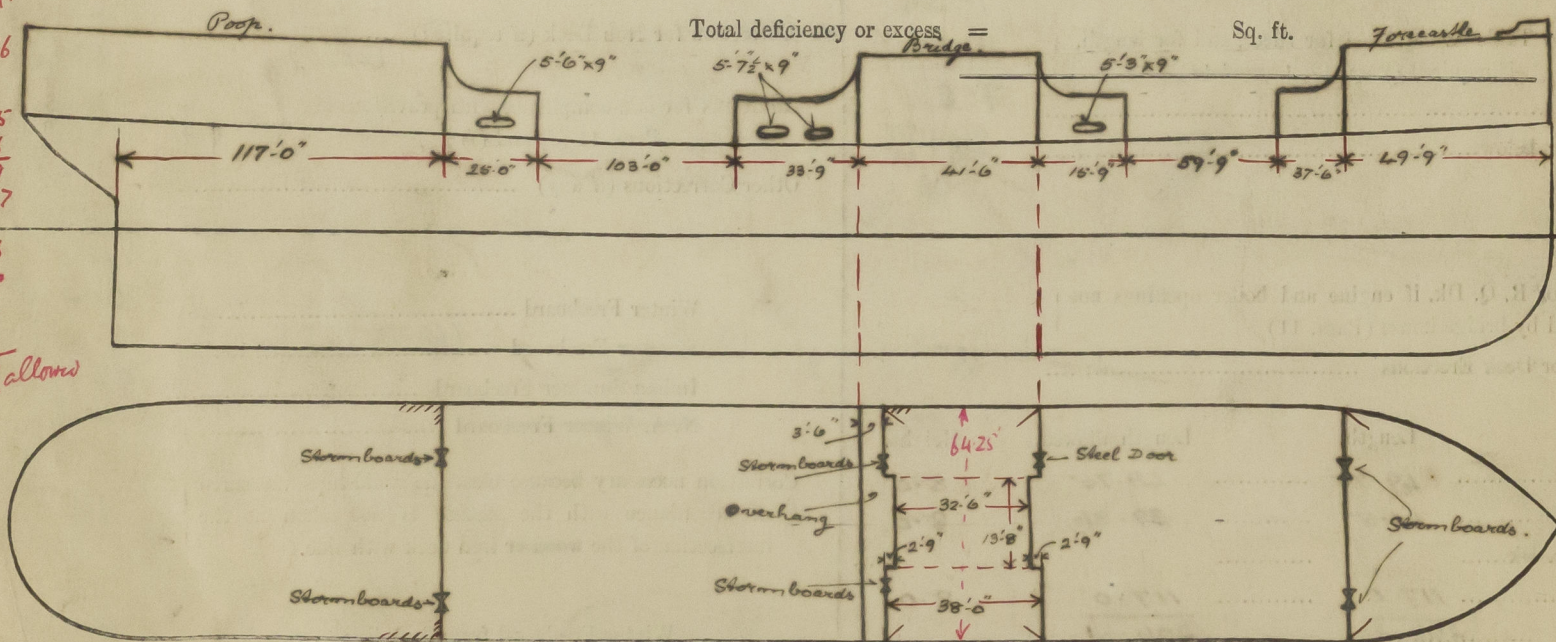 Total deficiency or excess = Sq. ft.
Poop.
Bridge.
Forecastle
5'-6"x9"
5'-7½"x9"
5'-3"x9"
117'-0"
25'-0"
103'-0"
33'-9
41'-6"
15'-9"
59'-9"
37'-6"
49'-9"
6
5
7
allowed
3'-6"
64.25'
Stormboards
Stormboards
Steel Door
32'-6"
Overhang
Stormboards.
13'-8"
2'-9"
2'-9"
Stormboards
Stormboards
38'-0"